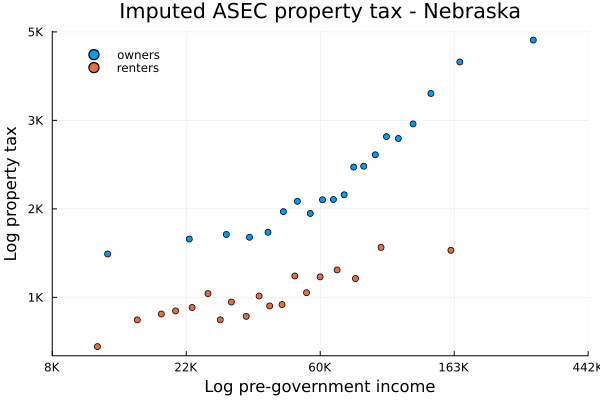 Imputed ASEC property tax - Nebraska
owners
renters
Log property tax
5K
3K
2K
1K
8K
22K
60K
163K
442K
Log pre-government income